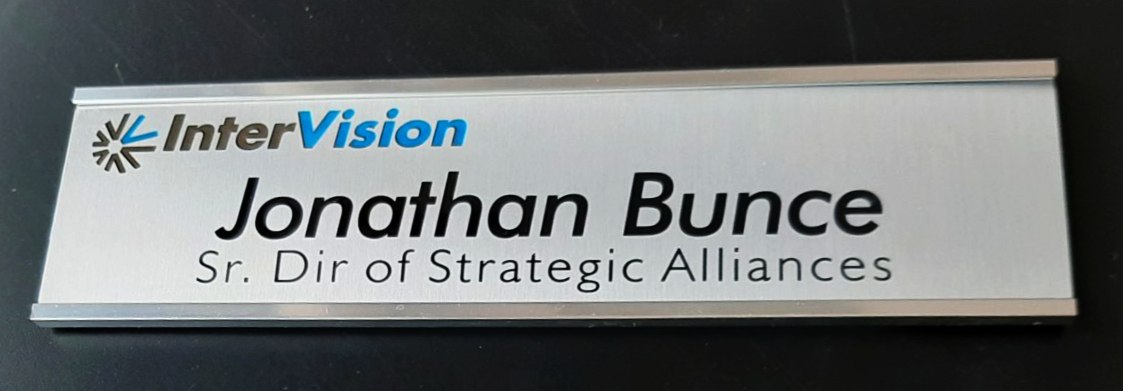 InterVision
Jonathan Bunce
Sr. Dir of Strategic Alliances